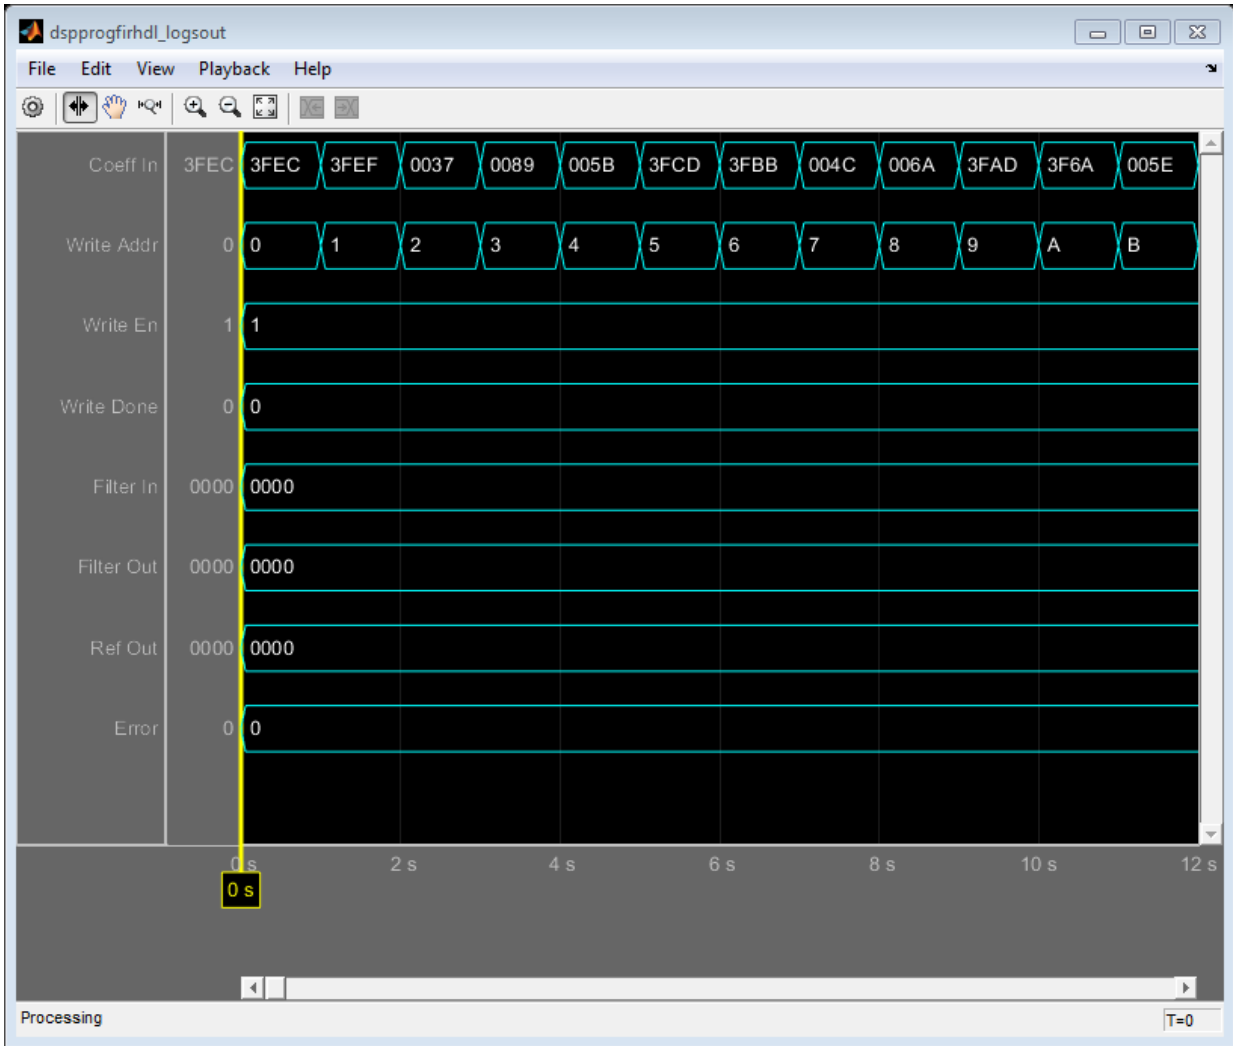 dspprogfirhdl_logsout
File Edit View Playback Help
Coeff In 3FEC 3FEC 3FEF 0037 0089 005B 3FCD 3FBB 004C 006A 3FAD 3F6A 005E
Write Addr 0 0 1 2 3 4 5 6 7 8 9 A B
Write En 1 1
Write Done 0 0
Filter In 0000 0000
Filter Out 0000 0000
Ref Out 0000 0000
Error 0 0
0 s 2 s 4 s 6 s 8 s 10 s 12 s
0 s
Processing T=0